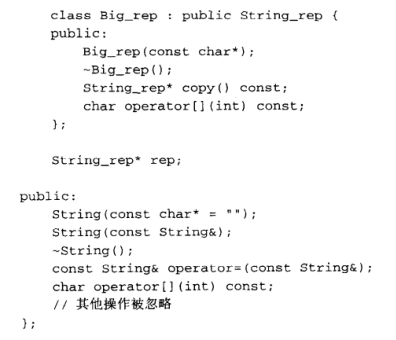 class Big_rep : public String_rep {
public:
Big_rep(const char*);
~Big_rep();
String_rep* copy() const;
char operator[](int) const;
};
String_rep* rep;
public:
String(const char* = "");
String(const String&);
~String();
const String& operator=(const String&);
char operator[](int) const;
// 其他操作被忽略
};